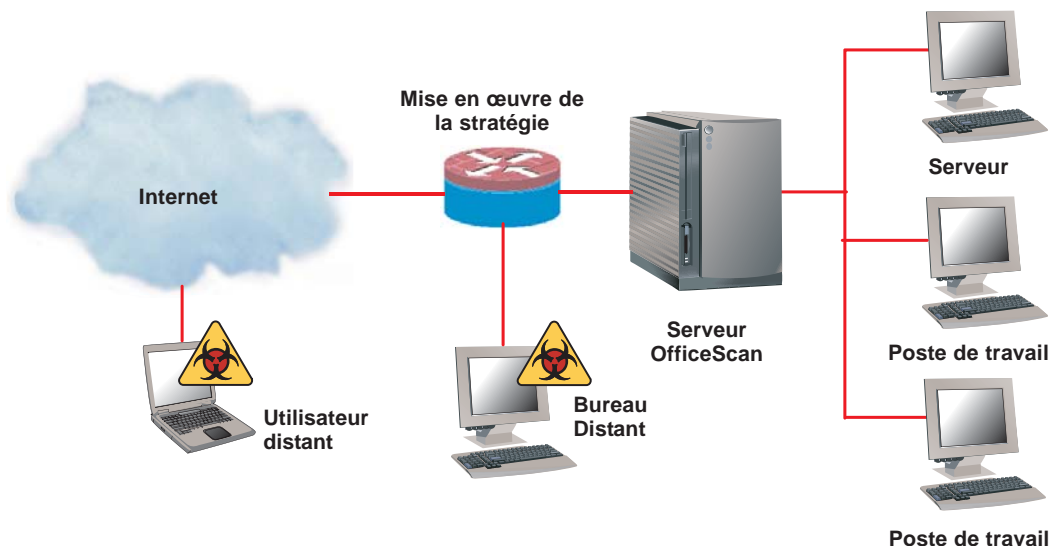 Mise en œuvre de
la stratégie
Internet
Serveur
Serveur
OfficeScan
Poste de travail
Utilisateur
distant
Bureau
Distant
Poste de travail